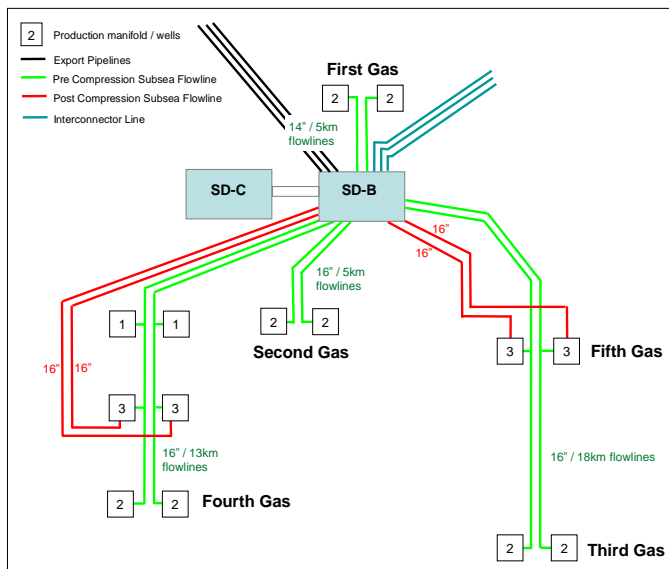 2 Production manifold / wells
Export Pipelines
Pre Compression Subsea Flowline
Post Compression Subsea Flowline
Interconnector Line
First Gas
2 2
14" / 5km
flowlines
SD-C
SD-B
16"
16"
16" / 5km
flowlines
2 2
Second Gas
1 1
16" 16"
3 3
16" / 13km
flowlines
2 2
Fourth Gas
3 3
Fifth Gas
16" / 18km flowlines
2 2
Third Gas